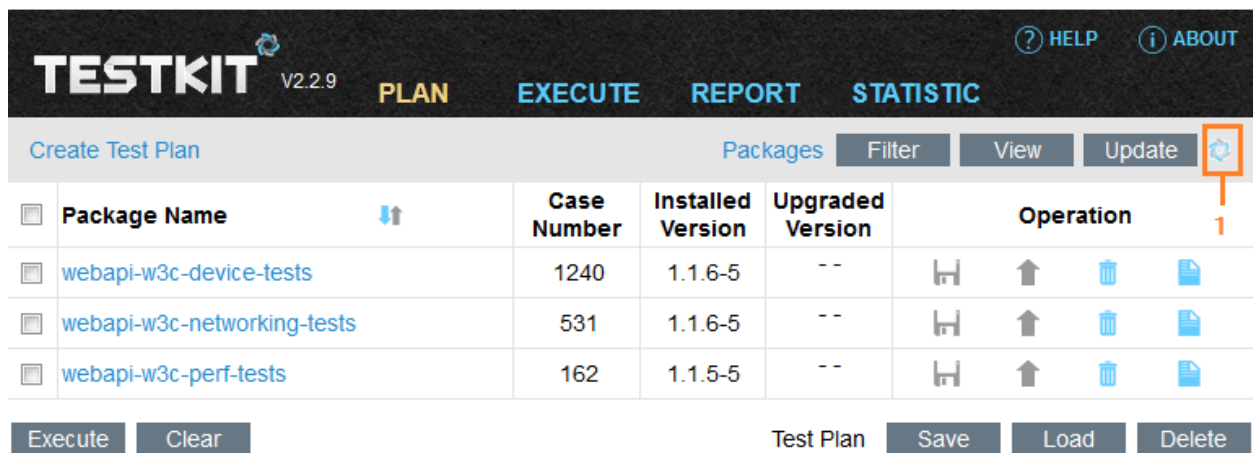 HELP ABOUT
TESTKIT V2.2.9 PLAN EXECUTE REPORT STATISTIC
Create Test Plan Packages Filter View Update
Package Name Case Number Installed Version Upgraded Version Operation 1
webapi-w3c-device-tests 1240 1.1.6-5 - -
webapi-w3c-networking-tests 531 1.1.6-5 - -
webapi-w3c-perf-tests 162 1.1.5-5 - -
Execute Clear Test Plan Save Load Delete